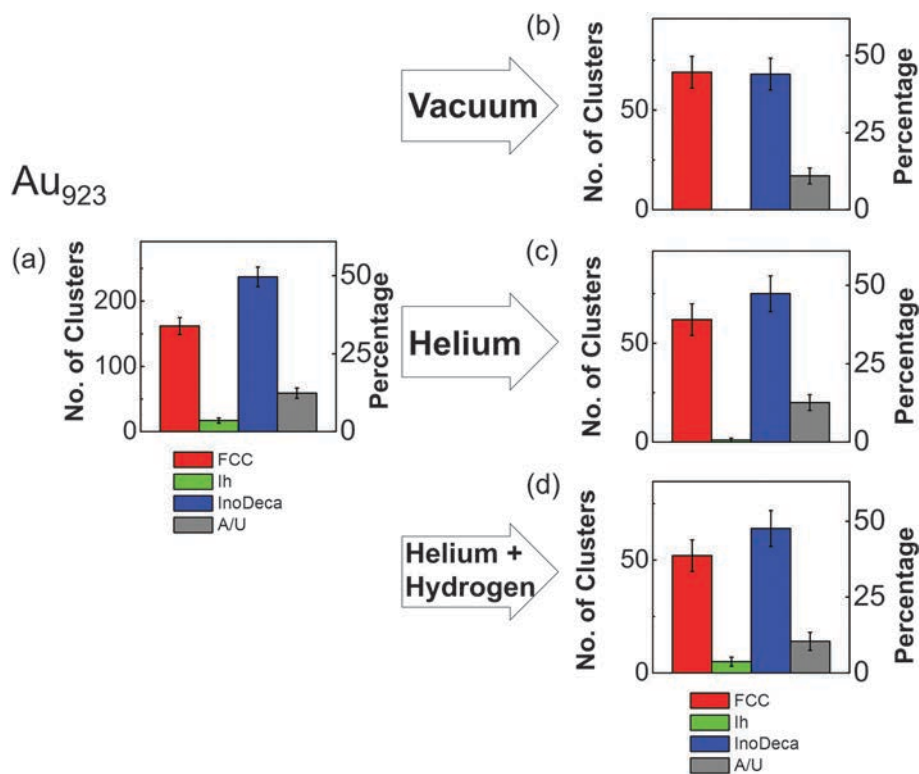 Au923
(a)
No. of Clusters
200
100
0
50
25
0
Percentage
FCC
Ih
InoDeca
A/U
Vacuum
(b)
No. of Clusters
50
0
50
25
0
Percentage
Helium
(c)
No. of Clusters
50
0
50
25
0
Percentage
Helium +
Hydrogen
(d)
No. of Clusters
50
0
50
25
0
Percentage
FCC
Ih
InoDeca
A/U